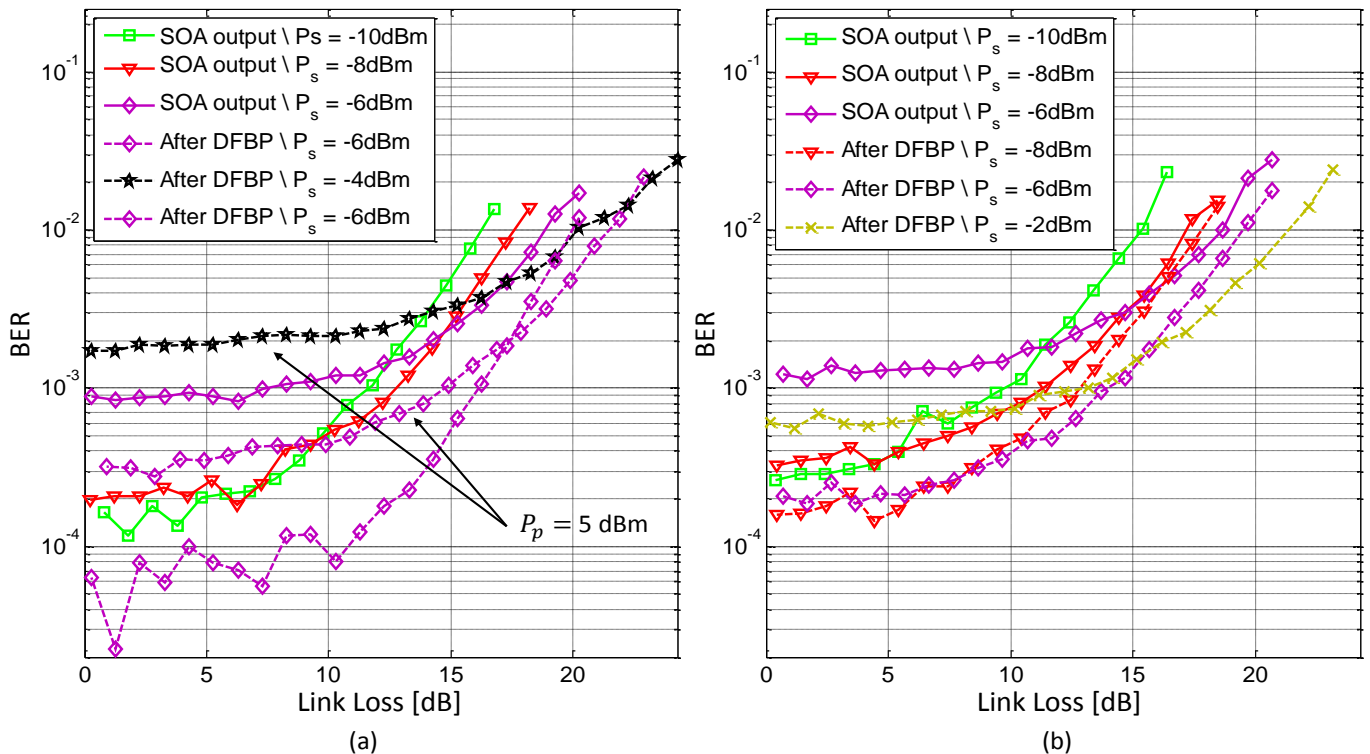 SOA output \ Ps = -10dBm
SOA output \ P_s = -8dBm
SOA output \ P_s = -6dBm
After DFBP \ P_s = -6dBm
After DFBP \ P_s = -4dBm
After DFBP \ P_s = -6dBm
10^-1
10^-2
10^-3
10^-4
BER
P_p = 5 dBm
0 5 10 15 20
Link Loss [dB]
(a)
SOA output \ P_s = -10dBm
SOA output \ P_s = -8dBm
SOA output \ P_s = -6dBm
After DFBP \ P_s = -8dBm
After DFBP \ P_s = -6dBm
After DFBP \ P_s = -2dBm
10^-1
10^-2
10^-3
10^-4
BER
0 5 10 15 20
Link Loss [dB]
(b)